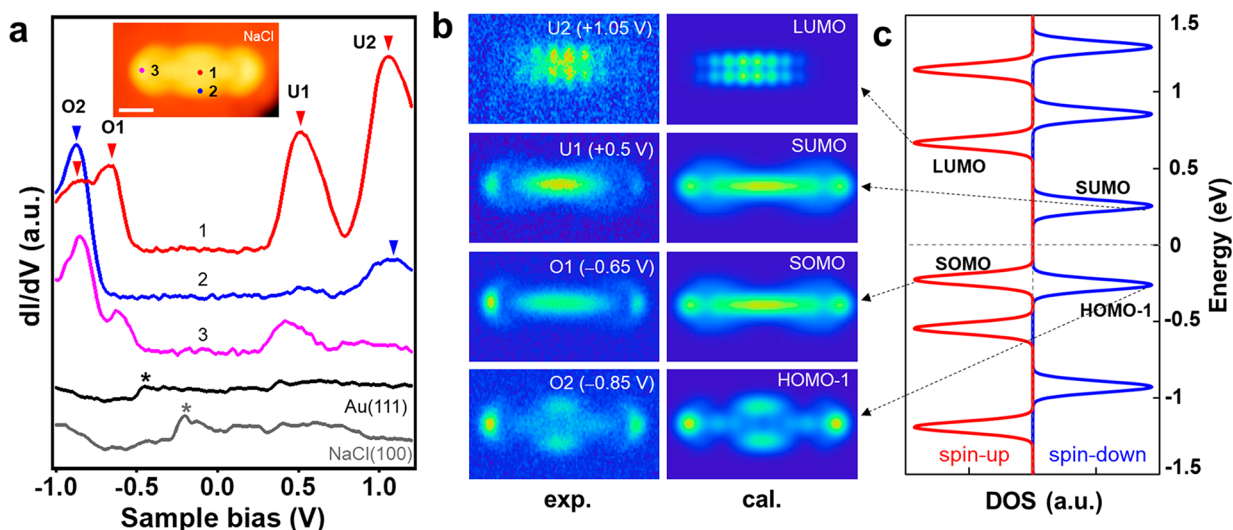 a
NaCl
3
1
2
U2
U1
O2
O1
1
2
3
*
Au(111)
*
NaCl(100)
dI/dV (a.u.)
-1.0 -0.5 0.0 0.5 1.0
Sample bias (V)
b
U2 (+1.05 V) LUMO
U1 (+0.5 V) SUMO
O1 (−0.65 V) SOMO
O2 (−0.85 V) HOMO-1
exp. cal.
c
1.5
1
0.5
0
-0.5
-1
-1.5
Energy (eV)
LUMO
SUMO
SOMO
HOMO-1
spin-up spin-down
DOS (a.u.)